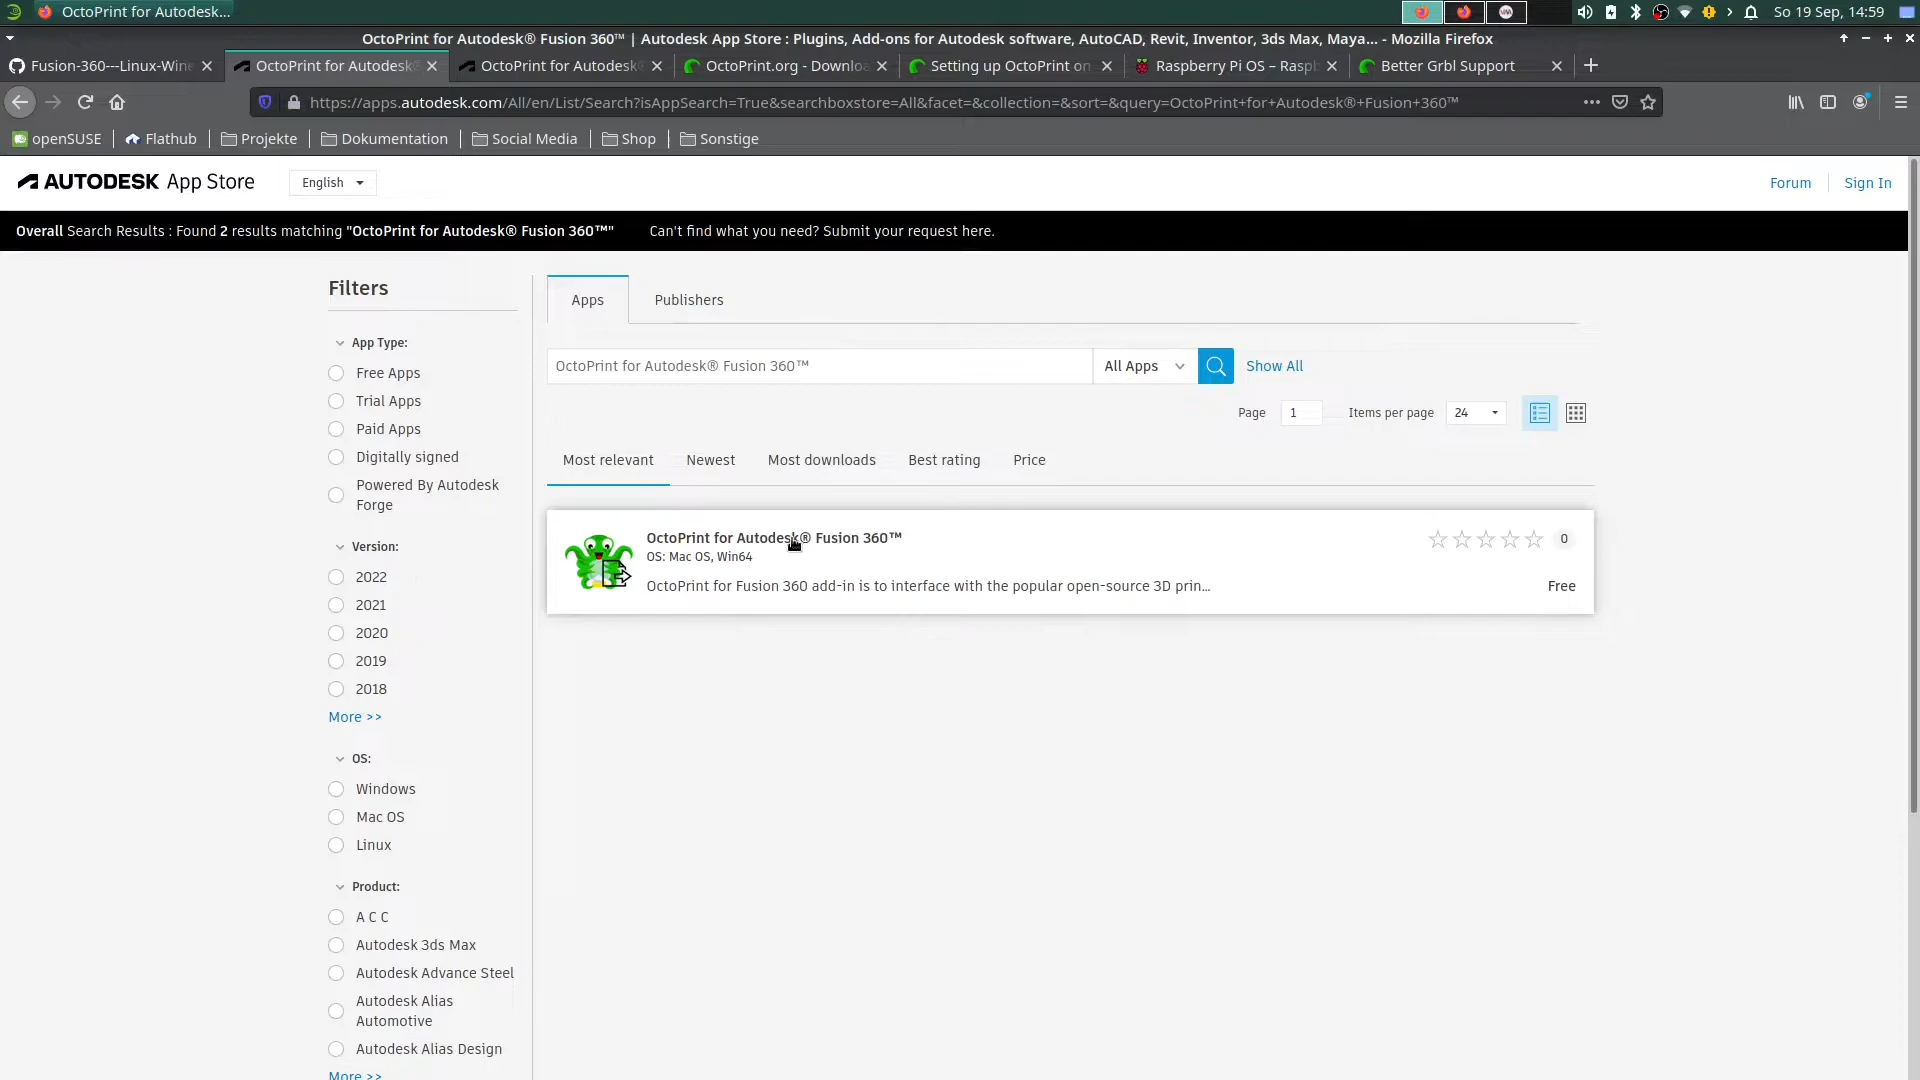 OctoPrint for Autodesk...
So 19 Sep, 14:59
OctoPrint for Autodesk® Fusion 360™ | Autodesk App Store : Plugins, Add-ons for Autodesk software, AutoCAD, Revit, Inventor, 3ds Max, Maya... - Mozilla Firefox
Fusion-360---Linux-Wine
OctoPrint for Autodesk®
OctoPrint for Autodesk®
OctoPrint.org - Downloa
Setting up OctoPrint on
Raspberry Pi OS – Raspb
Better Grbl Support
https://apps.autodesk.com/All/en/List/Search?isAppSearch=True&searchboxstore=All&facet=&collection=&sort=&query=OctoPrint+for+Autodesk®+Fusion+360™
openSUSE
Flathub
Projekte
Dokumentation
Social Media
Shop
Sonstige
AUTODESK App Store
English
Forum
Sign In
Overall Search Results : Found 2 results matching "OctoPrint for Autodesk® Fusion 360™"
Can't find what you need? Submit your request here.
Filters
App Type:
Free Apps
Trial Apps
Paid Apps
Digitally signed
Powered By Autodesk
Forge
Version:
2022
2021
2020
2019
2018
More >>
OS:
Windows
Mac OS
Linux
Product:
A C C
Autodesk 3ds Max
Autodesk Advance Steel
Autodesk Alias
Automotive
Autodesk Alias Design
More >>
Apps
Publishers
OctoPrint for Autodesk® Fusion 360™
All Apps
Show All
Page 1
Items per page 24
Most relevant
Newest
Most downloads
Best rating
Price
OctoPrint for Autodesk® Fusion 360™
0
OS: Mac OS, Win64
OctoPrint for Fusion 360 add-in is to interface with the popular open-source 3D prin...
Free